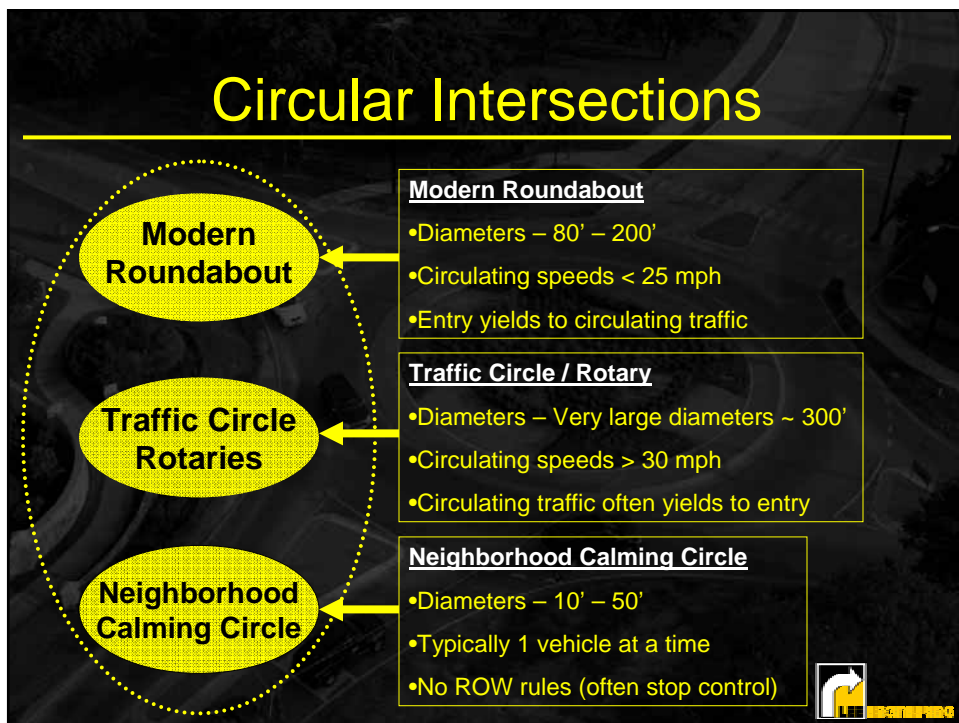 Circular Intersections
Modern
Roundabout
Modern Roundabout
•Diameters – 80’ – 200’
•Circulating speeds < 25 mph
•Entry yields to circulating traffic
Traffic Circle
Rotaries
Traffic Circle / Rotary
•Diameters – Very large diameters ~ 300’
•Circulating speeds > 30 mph
•Circulating traffic often yields to entry
Neighborhood
Calming Circle
Neighborhood Calming Circle
•Diameters – 10’ – 50’
•Typically 1 vehicle at a time
•No ROW rules (often stop control)